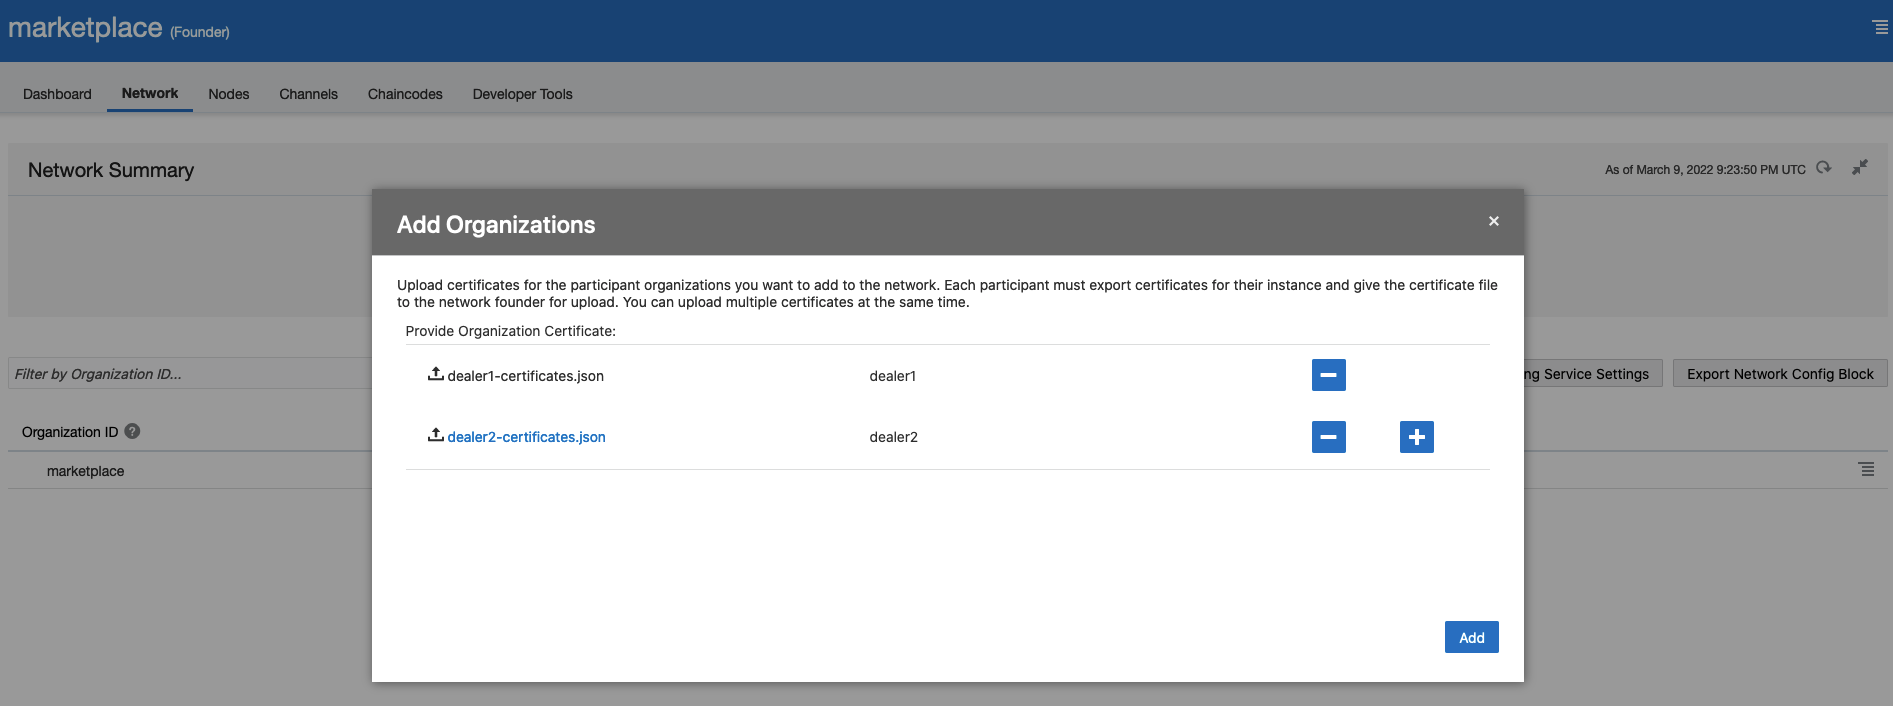 marketplace (Founder)
Dashboard Network Nodes Channels Chaincodes Developer Tools
Network Summary
As of March 9, 2022 9:23:50 PM UTC
Add Organizations
Upload certificates for the participant organizations you want to add to the network. Each participant must export certificates for their instance and give the certificate file
to the network founder for upload. You can upload multiple certificates at the same time.
Provide Organization Certificate:
dealer1-certificates.json dealer1
dealer2-certificates.json dealer2
Add
Filter by Organization ID...
ng Service Settings Export Network Config Block
Organization ID
marketplace